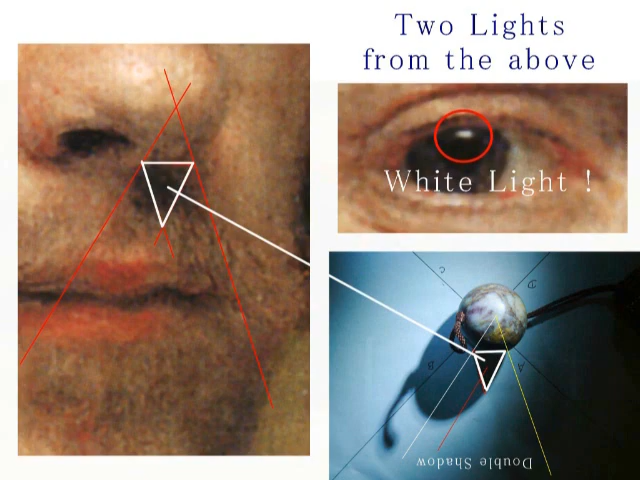 Two Lights
from the above
White Light !
C
D
B
A
Double Shadow